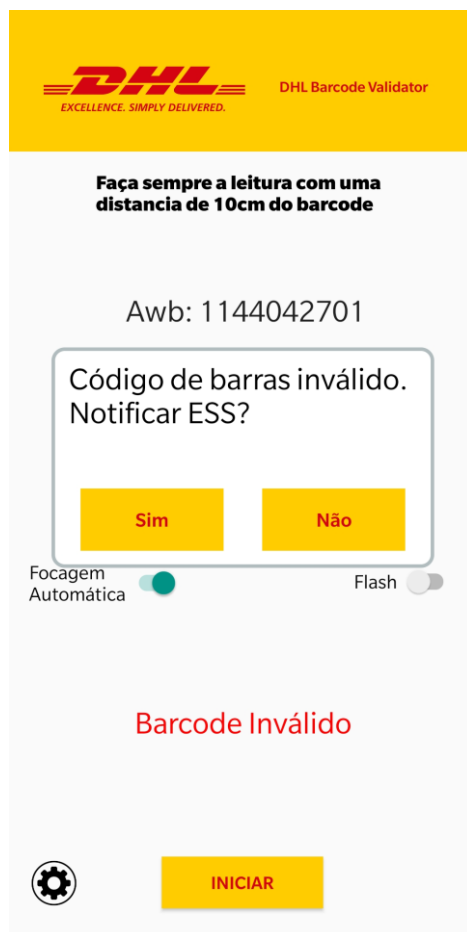 DHL
EXCELLENCE. SIMPLY DELIVERED.
DHL Barcode Validator
Faça sempre a leitura com uma
distancia de 10cm do barcode
Awb: 1144042701
Código de barras inválido.
Notificar ESS?
Sim
Não
Focagem
Automática
Flash
Barcode Inválido
INICIAR